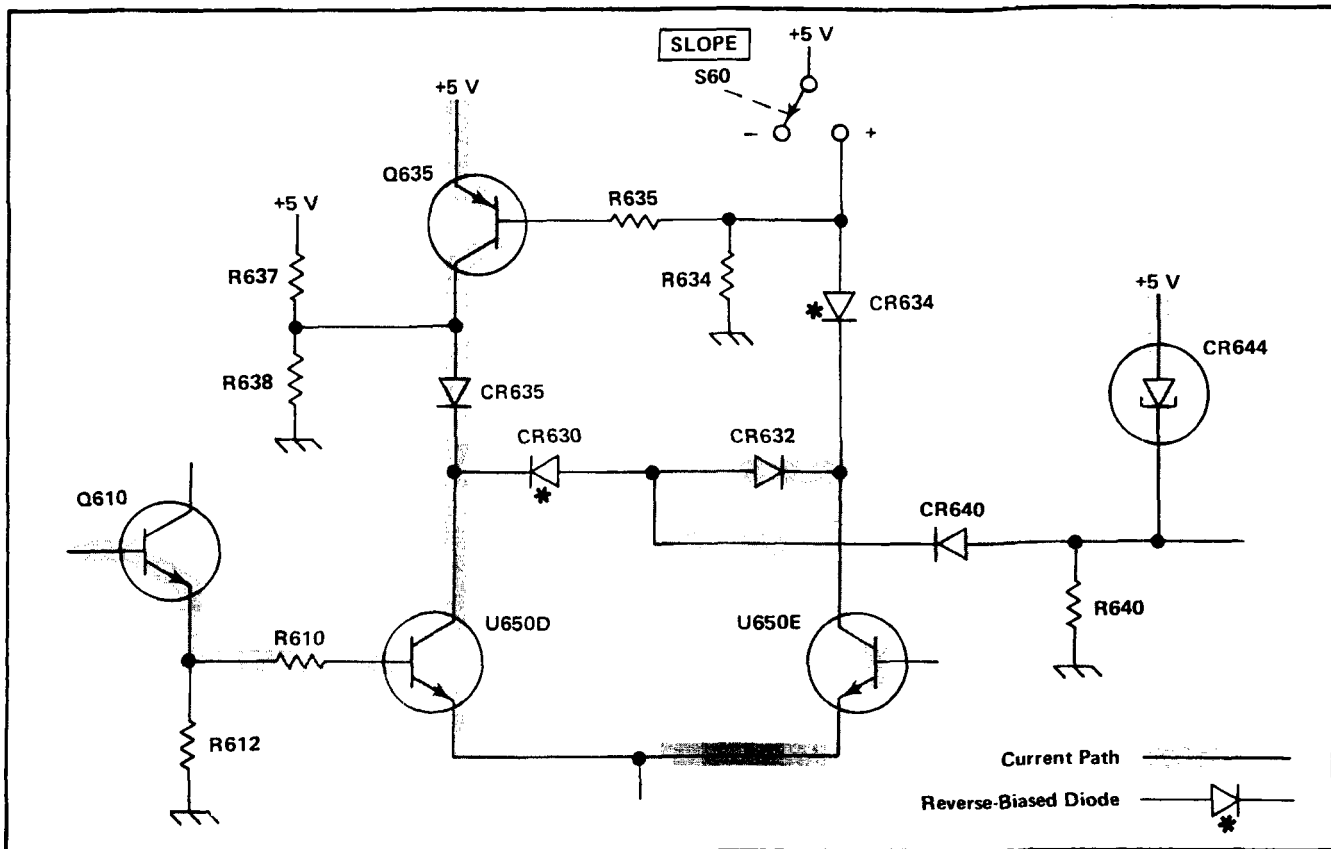 SLOPE
+5 V
S60
- +
+5 V
Q635
R635
+5 V
R637
R634
CR634
+5 V
CR644
R638
CR635
CR630
CR632
Q610
CR640
R640
R610
U650D
U650E
R612
Current Path
Reverse-Biased Diode
*
*
*